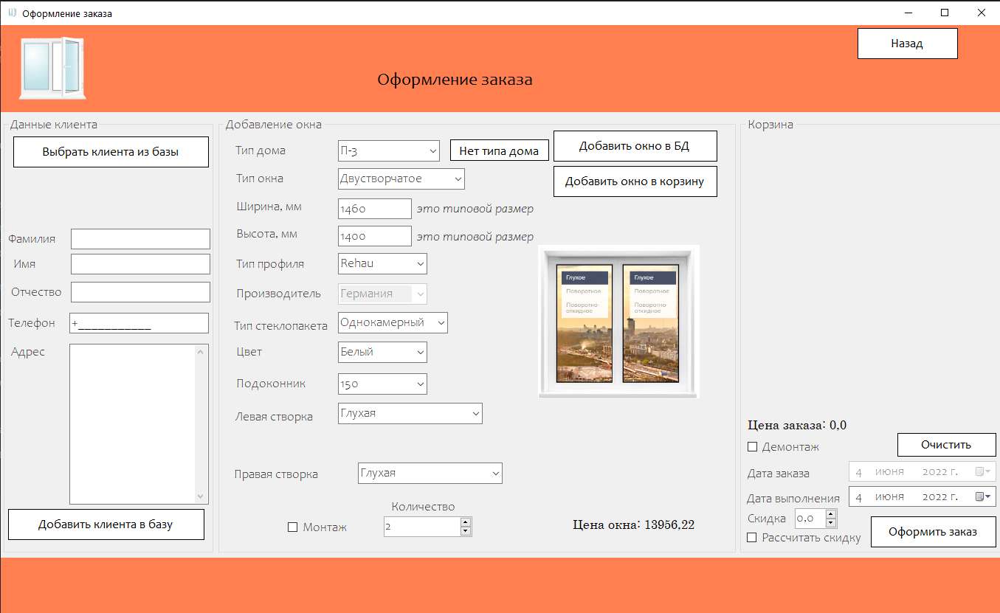 Оформление заказа
Назад
Оформление заказа
Данные клиента
Выбрать клиента из базы
Фамилия
Имя
Отчество
Телефон +___________
Адрес
Добавить клиента в базу
Добавление окна
Тип дома П-3 Нет типа дома Добавить окно в БД
Тип окна Двустворчатое Добавить окно в корзину
Ширина, мм 1460 это типовой размер
Высота, мм 1400 это типовой размер
Тип профиля Rehau
Производитель Германия
Тип стеклопакета Однокамерный
Цвет Белый
Подоконник 150
Левая створка Глухая
Правая створка Глухая
Глухое
Поворотное
Поворотно-
откидное
Глухое
Поворотное
Поворотно-
откидное
Количество
Монтаж 2
Цена окна: 13956,22
Корзина
Цена заказа: 0,0
Демонтаж Очистить
Дата заказа 4 июня 2022 г.
Дата выполнения 4 июня 2022 г.
Скидка 0,0
Рассчитать скидку
Оформить заказ